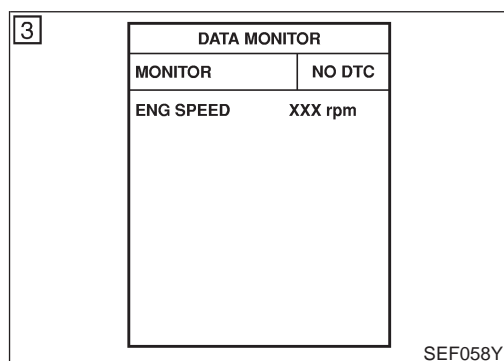 3
DATA MONITOR
MONITOR NO DTC
ENG SPEED XXX rpm
SEF058Y